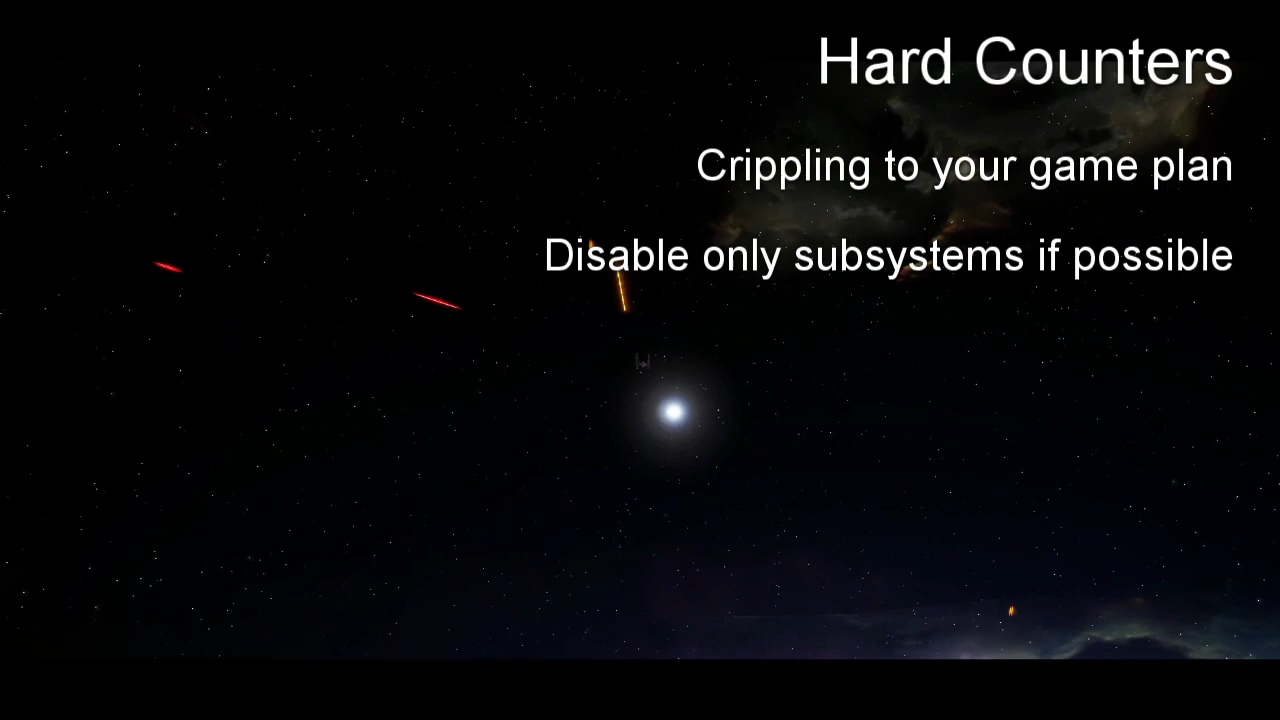 Hard Counters
Crippling to your game plan
Disable only subsystems if possible